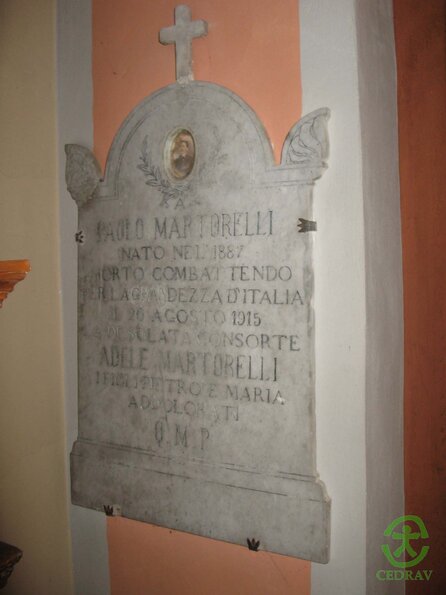 A
PAOLO MARTORELLI
NATO NEL 1887
MORTO COMBATTENDO
PER LA GRANDEZZA D'ITALIA
IL 20 AGOSTO 1915
LA DESOLATA CONSORTE
ADELE MARTORELLI
I FIGLI PIETRO E MARIA
ADDOLORATI
Q.M.P.
CEDRAV